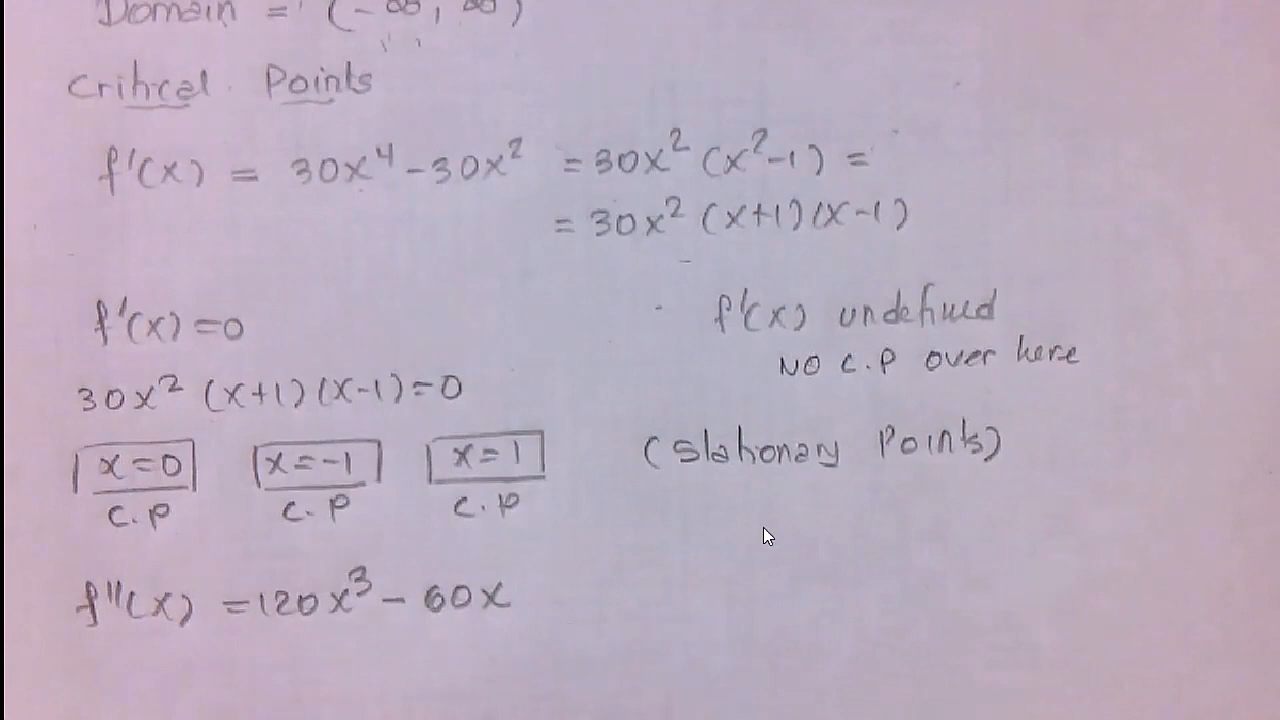 Domain = (-∞, ∞)
Critical Points
f'(x) = 30x⁴ - 30x² = 30x² (x²-1) =
= 30x² (x+1)(x-1)
f'(x) = 0
f'(x) undefined
NO C.P over here
30x² (x+1)(x-1) = 0
x=0 x=-1 x=1 (Stationary Points)
C.P C.P C.P
f''(x) = 120x³ - 60x